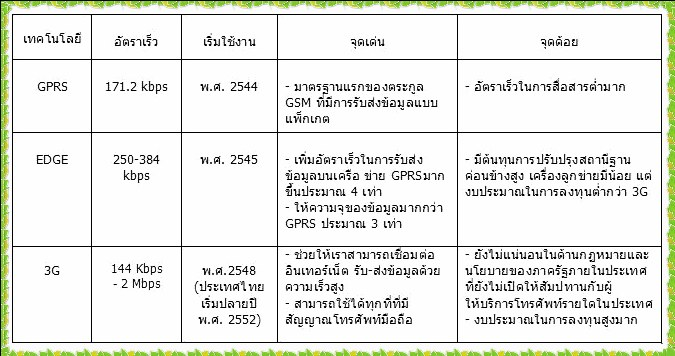 เทคโนโลยี อัตราเร็ว เริ่มใช้งาน จุดเด่น จุดด้อย
GPRS 171.2 kbps พ.ศ. 2544
- มาตรฐานแรกของตระกูล
GSM ที่มีการรับส่งข้อมูลแบบ
แพ็กเกต
- อัตราเร็วในการสื่อสารต่ำมาก
EDGE
250-384
kbps
พ.ศ. 2545
- เพิ่มอัตราเร็วในการรับส่ง
ข้อมูลบนเครือ ข่าย GPRSมาก
ขึ้นประมาณ 4 เท่า
- ให้ความจุของข้อมูลมากกว่า
GPRS ประมาณ 3 เท่า
- มีต้นทุนการปรับปรุงสถานีฐาน
ค่อนข้างสูง เครื่องลูกข่ายมีน้อย แต่
งบประมาณในการลงทุนต่ำกว่า 3G
3G
144 Kbps
- 2 Mbps
พ.ศ.2548
(ประเทศไทย
เริ่มปลายปี
พ.ศ. 2552)
- ช่วยให้เราสามารถเชื่อมต่อ
อินเทอร์เน็ต รับ-ส่งข้อมูลด้วย
ความเร็วสูง
- สามารถใช้ได้ทุกที่ที่มี
สัญญาณโทรศัพท์มือถือ
- ยังไม่แน่นอนในด้านกฎหมายและ
นโยบายของภาครัฐภายในประเทศ
ที่ยังไม่เปิดให้สัมปทานกับผู้
ให้บริการโทรศัพท์รายใดในประเทศ
- งบประมาณในการลงทุนสูงมาก